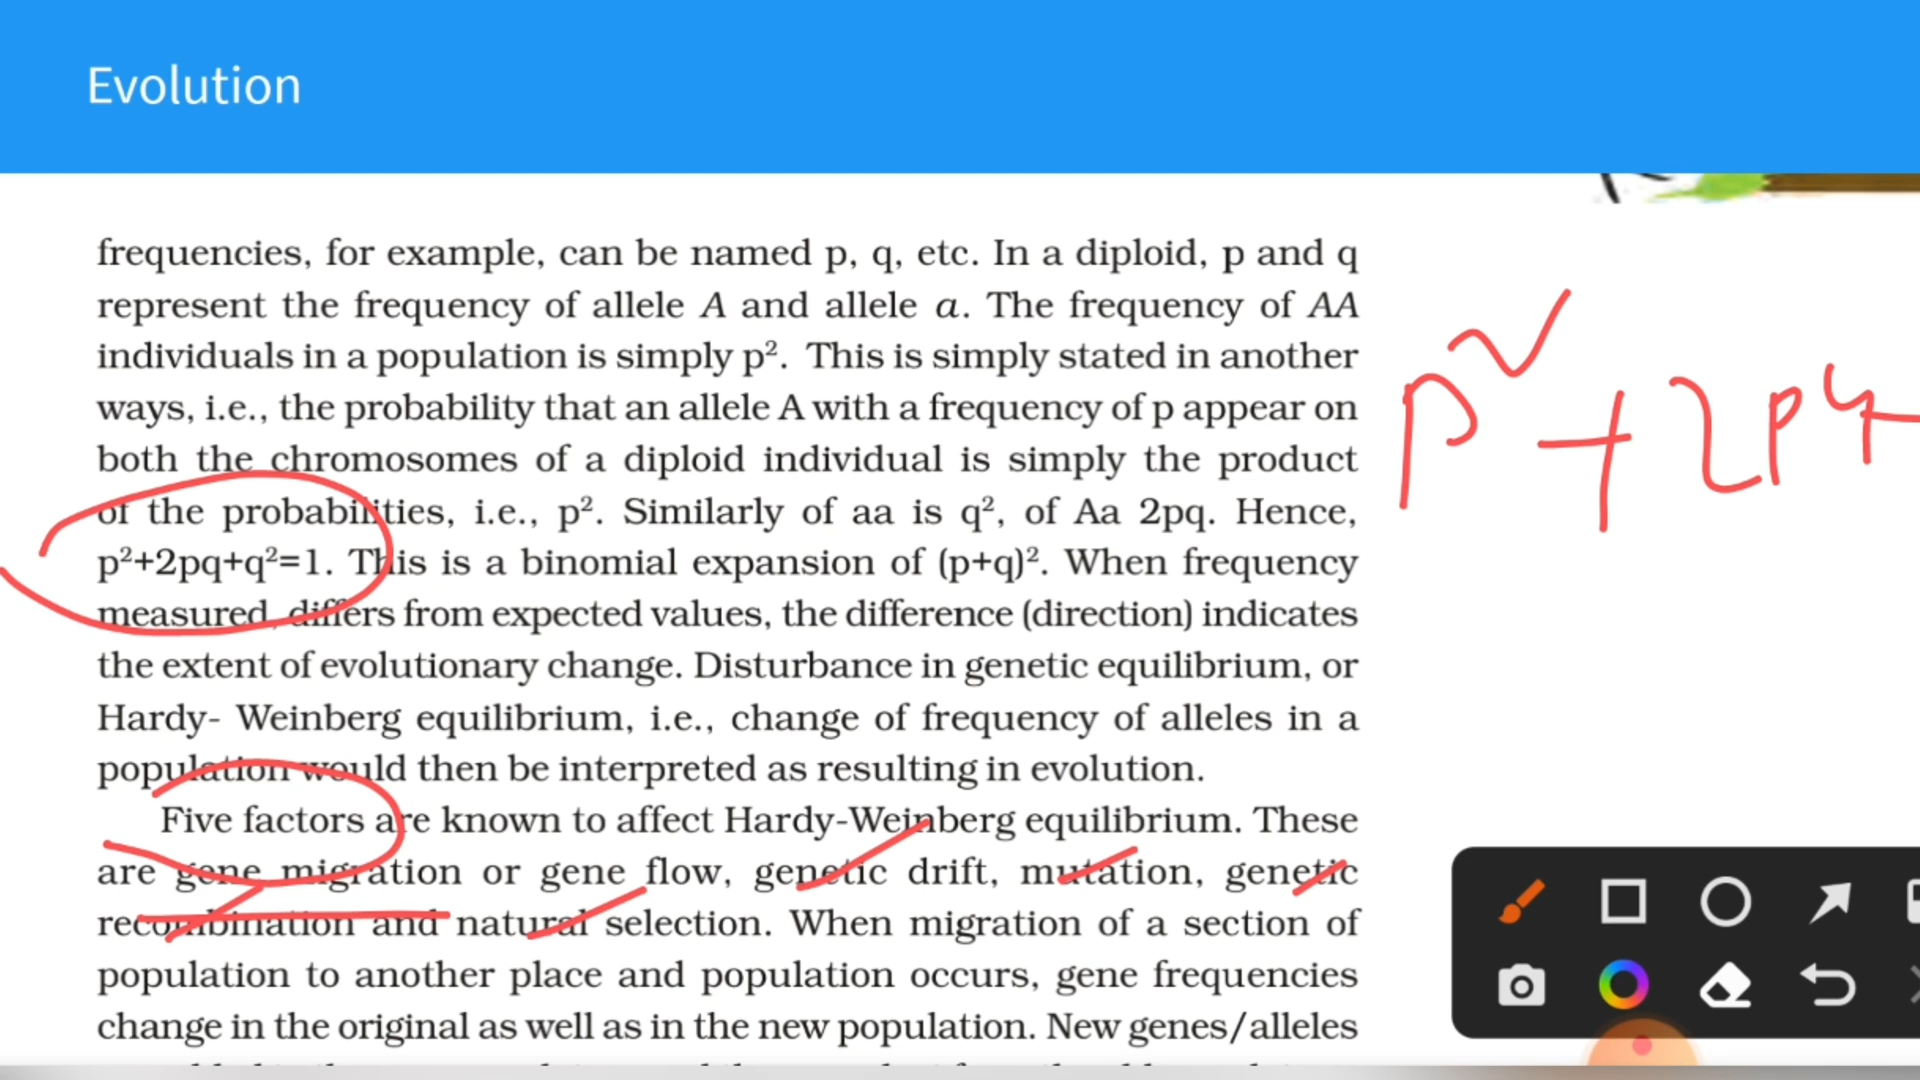 Evolution
frequencies, for example, can be named p, q, etc. In a diploid, p and q
represent the frequency of allele A and allele a. The frequency of AA
individuals in a population is simply p². This is simply stated in another
ways, i.e., the probability that an allele A with a frequency of p appear on
both the chromosomes of a diploid individual is simply the product
of the probabilities, i.e., p². Similarly of aa is q², of Aa 2pq. Hence,
p²+2pq+q²=1. This is a binomial expansion of (p+q)². When frequency
measured, differs from expected values, the difference (direction) indicates
the extent of evolutionary change. Disturbance in genetic equilibrium, or
Hardy- Weinberg equilibrium, i.e., change of frequency of alleles in a
population would then be interpreted as resulting in evolution.
Five factors are known to affect Hardy-Weinberg equilibrium. These
are gene migration or gene flow, genetic drift, mutation, genetic
recombination and natural selection. When migration of a section of
population to another place and population occurs, gene frequencies
change in the original as well as in the new population. New genes/alleles
p² + 2pq